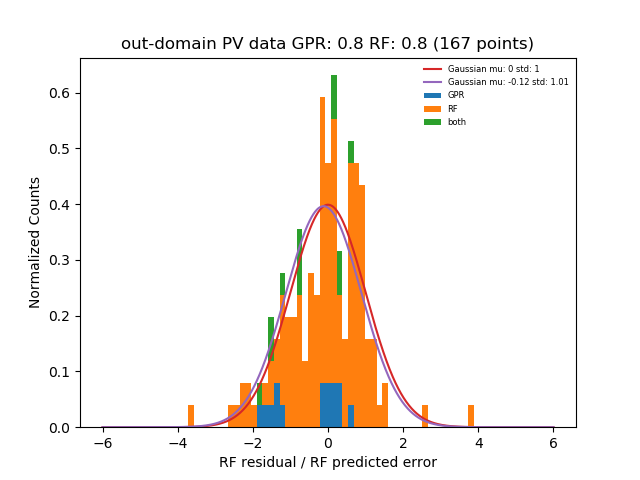 out-domain PV data GPR: 0.8 RF: 0.8 (167 points)
Gaussian mu: 0 std: 1
Gaussian mu: -0.12 std: 1.01
GPR
RF
both
Normalized Counts
0.6
0.5
0.4
0.3
0.2
0.1
0.0
−6 −4 −2 0 2 4 6
RF residual / RF predicted error